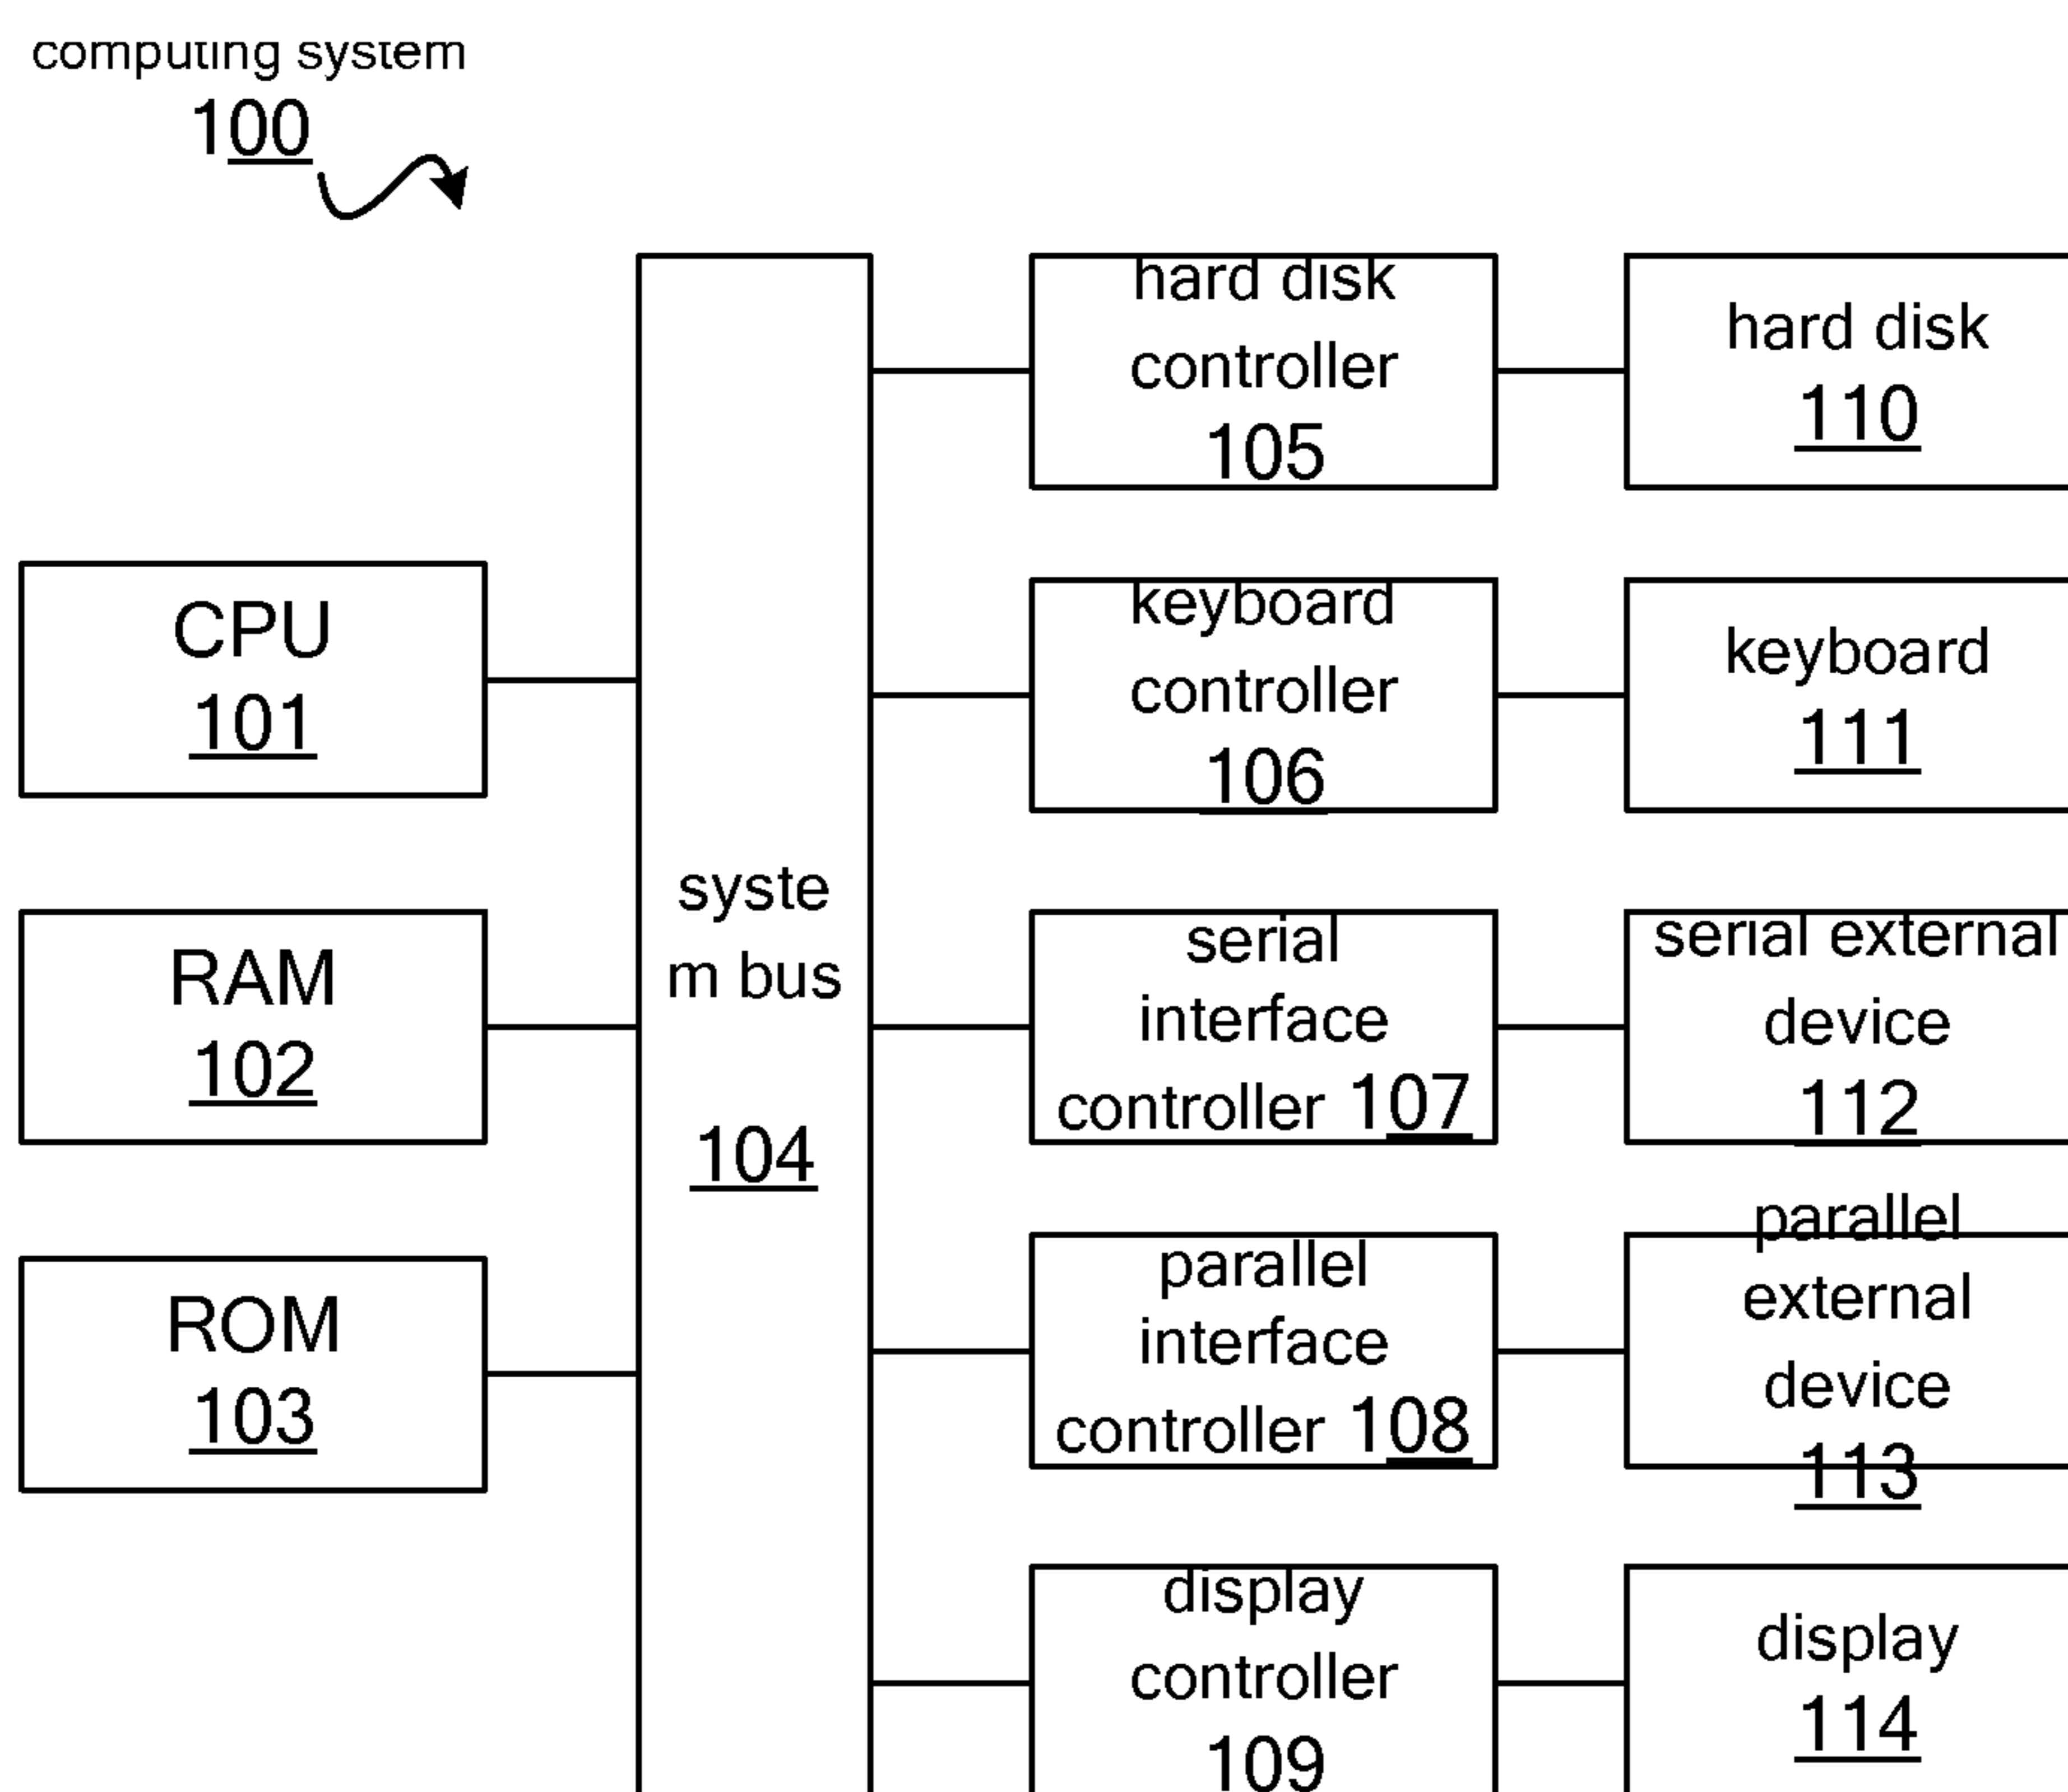 computing system
100
CPU
101
RAM
102
ROM
103
syste
m bus
104
hard disk
controller
105
keyboard
controller
106
serial
interface
controller 107
parallel
interface
controller 108
display
controller
109
hard disk
110
keyboard
111
serial external
device
112
parallel
external
device
113
display
114